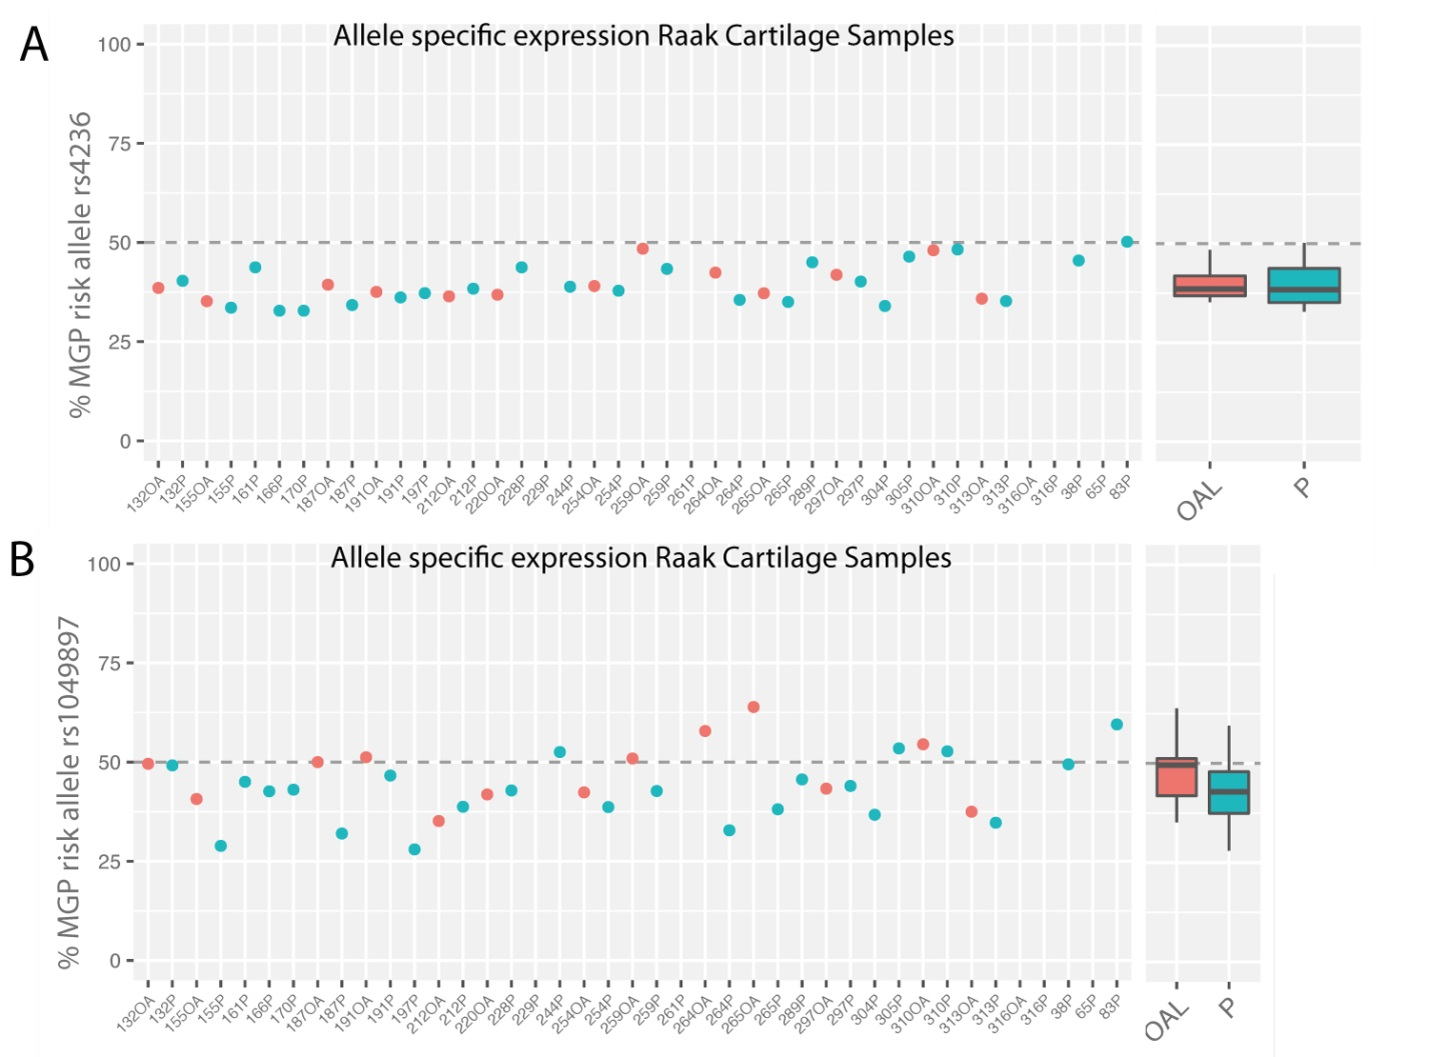 A
Allele specific expression Raak Cartilage Samples
% MGP risk allele rs4236
100
75
50
25
0
132OA 132P 155OA 155P 161P 166P 170P 187OA 187P 191OA 191P 197P 212OA 212P 220OA 228P 229P 244P 254OA 254P 259OA 259P 261P 264OA 264P 265OA 265P 289P 297OA 297P 304P 305P 310OA 310P 313OA 313P 316OA 316P 38P 65P 83P
OAL P
B
Allele specific expression Raak Cartilage Samples
% MGP risk allele rs1049897
100
75
50
25
0
132OA 132P 155OA 155P 161P 166P 170P 187OA 187P 191OA 191P 197P 212OA 212P 220OA 228P 229P 244P 254OA 254P 259OA 259P 261P 264OA 264P 265OA 265P 289P 297OA 297P 304P 305P 310OA 310P 313OA 313P 316OA 316P 38P 65P 83P
OAL P